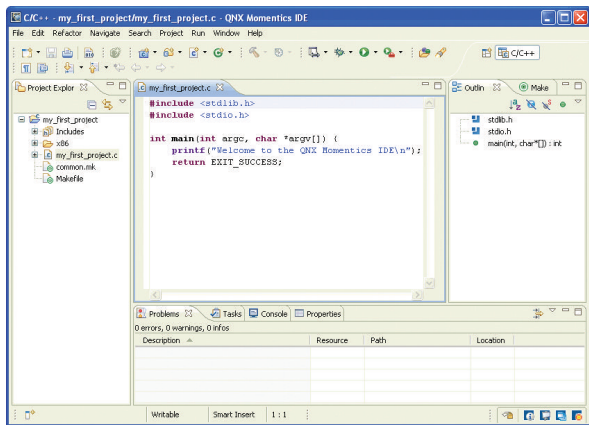 C/C++ - my_first_project/my_first_project.c - QNX Momentics IDE
File Edit Refactor Navigate Search Project Run Window Help
C/C++
Project Explor
my_first_project
Includes
x86
my_first_project.c
common.mk
Makefile
my_first_project.c
#include <stdlib.h>
#include <stdio.h>
int main(int argc, char *argv[]) {
printf("Welcome to the QNX Momentics IDE\n");
return EXIT_SUCCESS;
}
Outlin Make
stdlib.h
stdio.h
main(int, char*[]) : int
Problems Tasks Console Properties
0 errors, 0 warnings, 0 infos
Description Resource Path Location
Writable Smart Insert 1 : 1